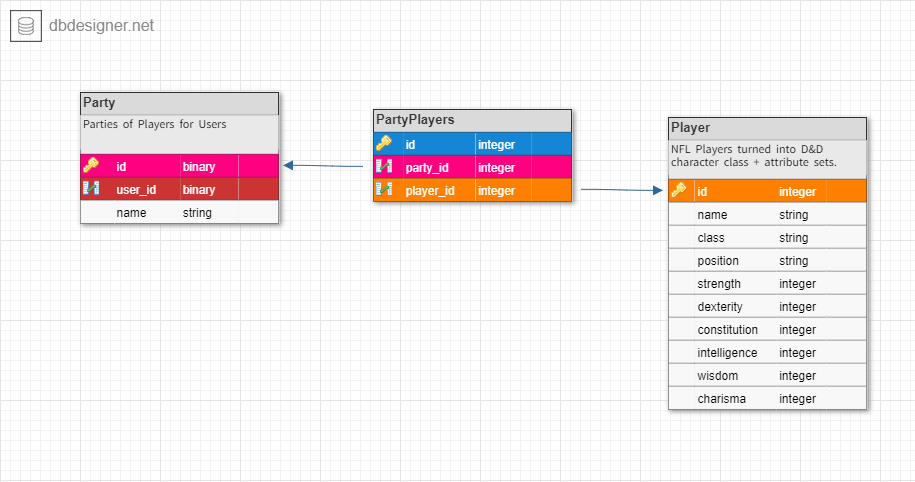 dbdesigner.net
Party
Parties of Players for Users
id binary
user_id binary
name string
PartyPlayers
id integer
party_id integer
player_id integer
Player
NFL Players turned into D&D
character class + attribute sets.
id integer
name string
class string
position string
strength integer
dexterity integer
constitution integer
intelligence integer
wisdom integer
charisma integer